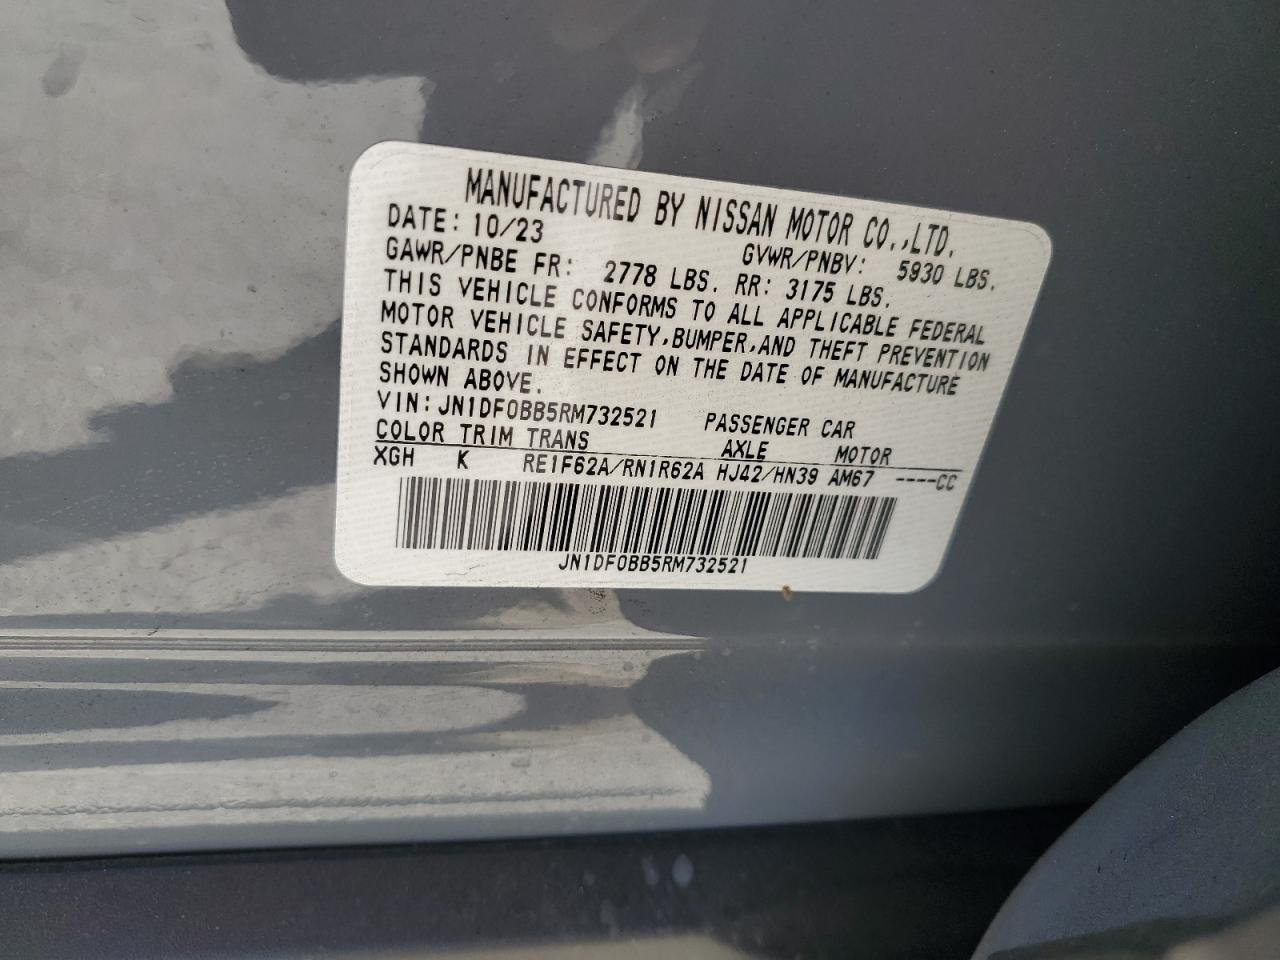 MANUFACTURED BY NISSAN MOTOR CO.,LTD.
DATE: 10/23 GVWR/PNBV: 5930 LBS.
GAWR/PNBE FR: 2778 LBS. RR: 3175 LBS.
THIS VEHICLE CONFORMS TO ALL APPLICABLE FEDERAL
MOTOR VEHICLE SAFETY,BUMPER,AND THEFT PREVENTION
STANDARDS IN EFFECT ON THE DATE OF MANUFACTURE
SHOWN ABOVE.
VIN: JN1DF0BB5RM732521 PASSENGER CAR
COLOR TRIM TRANS AXLE MOTOR
XGH K RE1F62A/RN1R62A HJ42/HN39 AM67 ----CC
JN1DF0BB5RM732521